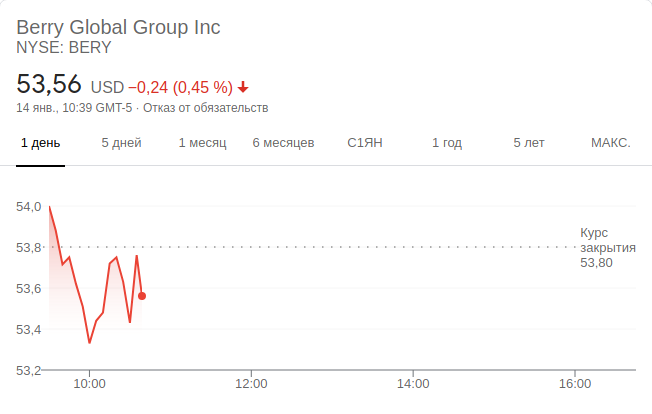 Berry Global Group Inc
NYSE: BERY
53,56 USD −0,24 (0,45 %)
14 янв., 10:39 GMT-5 · Отказ от обязательств
1 день 5 дней 1 месяц 6 месяцев С1ЯН 1 год 5 лет МАКС.
54,0
53,8
53,6
53,4
53,2
Курс
закрытия
53,80
10:00 12:00 14:00 16:00